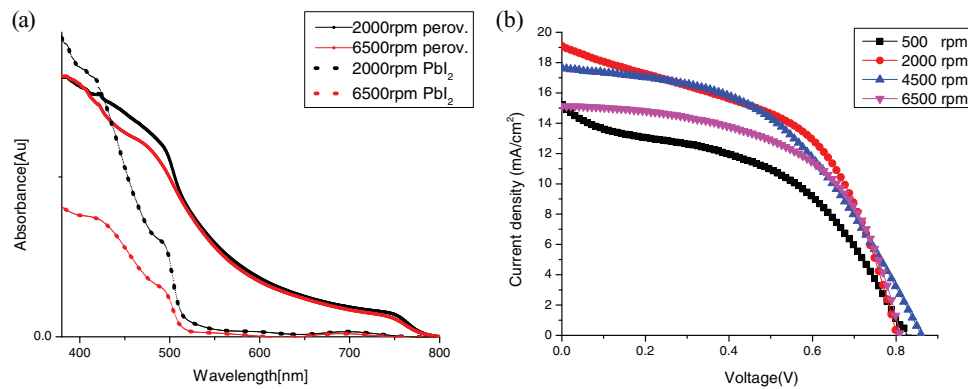 (a)
2000rpm perov.
6500rpm perov.
2000rpm PbI₂
6500rpm PbI₂
Absorbance[Au]
0.0
400 500 600 700 800
Wavelength[nm]
(b)
500 rpm
2000 rpm
4500 rpm
6500 rpm
Current density (mA/cm²)
20
18
16
14
12
10
8
6
4
2
0
0.0 0.2 0.4 0.6 0.8
Voltage(V)